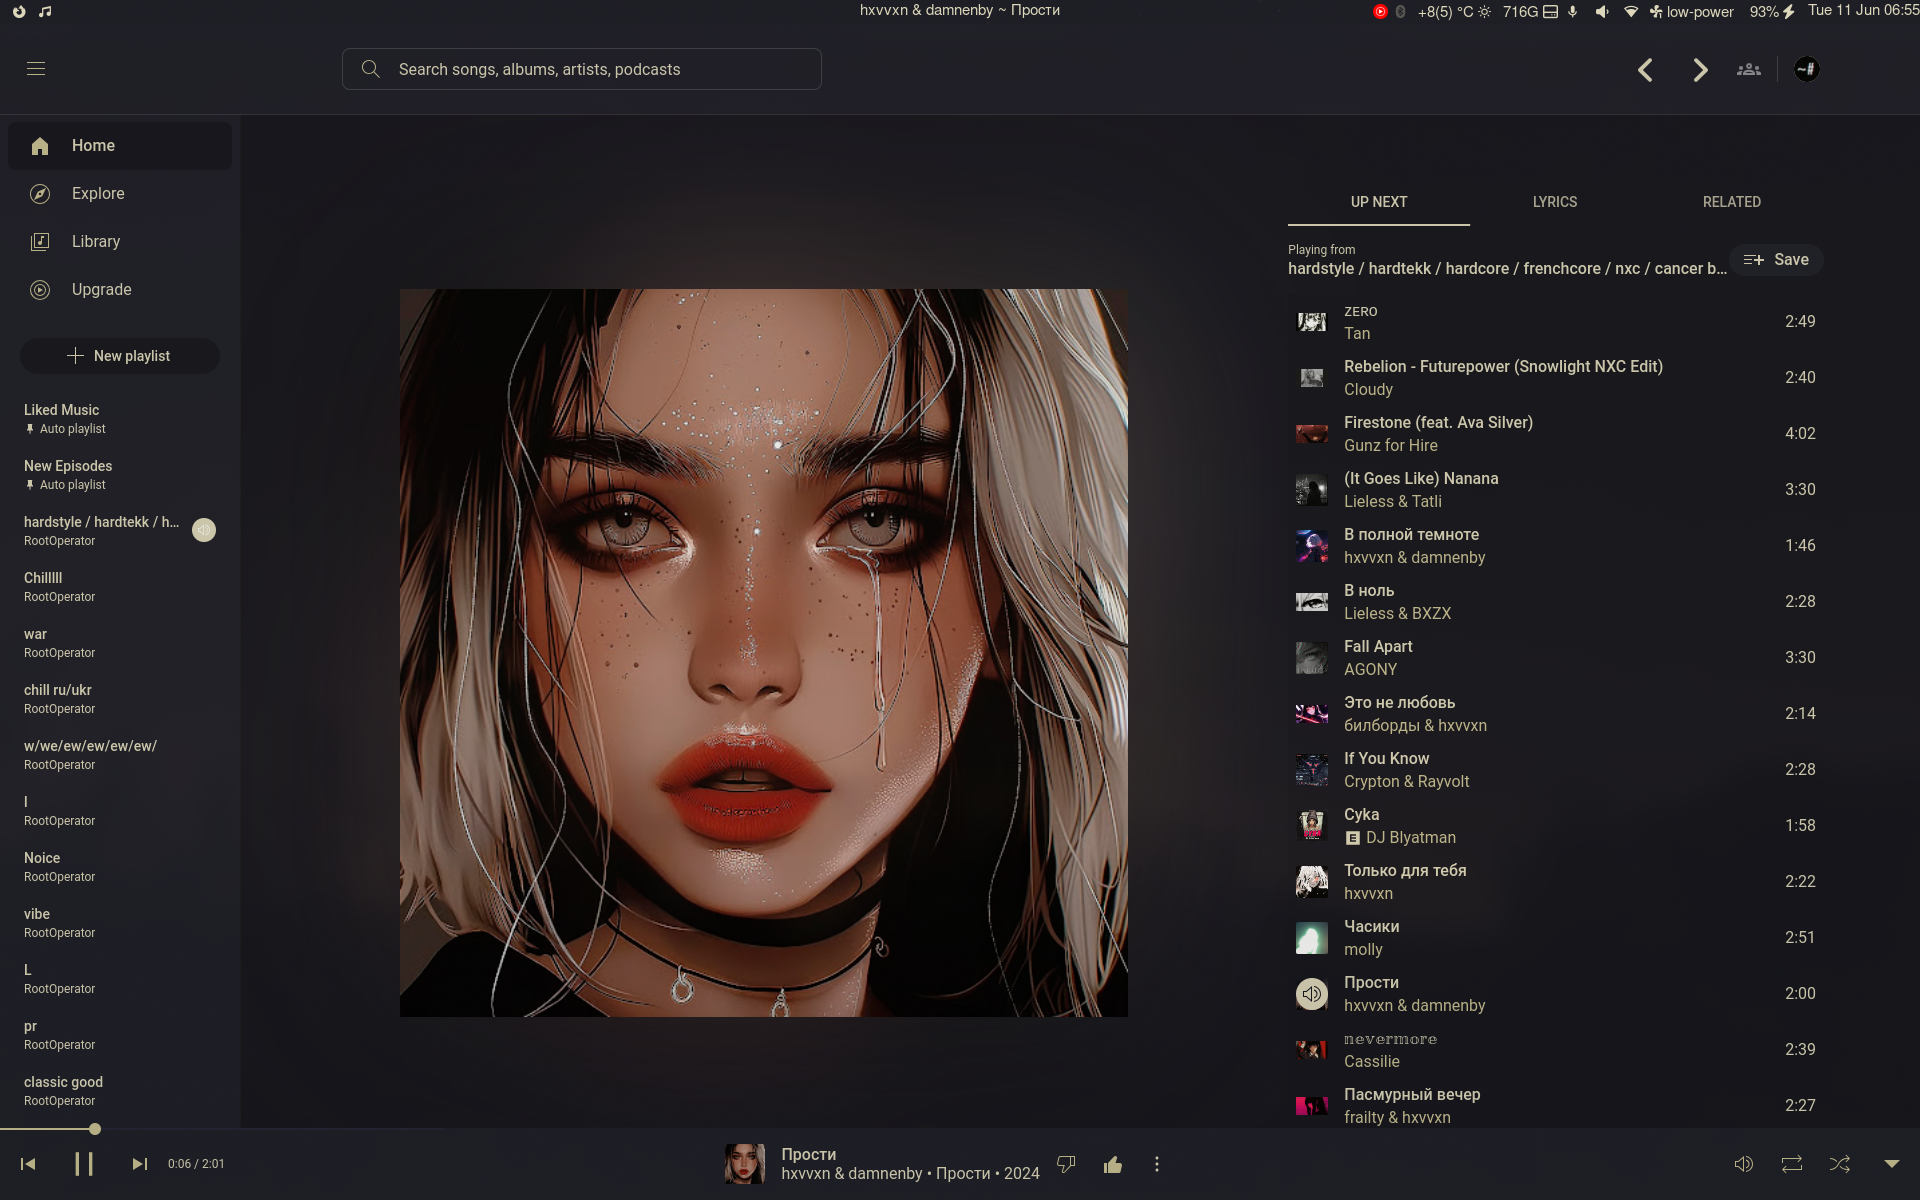 hxvvxn & damnenby ~ Прости
+8(5) °C
716G
low-power
93%
Tue 11 Jun 06:55
Search songs, albums, artists, podcasts
~#
Home
Explore
Library
Upgrade
New playlist
Liked Music
Auto playlist
New Episodes
Auto playlist
hardstyle / hardtekk / h...
RootOperator
Chilllll
RootOperator
war
RootOperator
chill ru/ukr
RootOperator
w/we/ew/ew/ew/ew/
RootOperator
l
RootOperator
Noice
RootOperator
vibe
RootOperator
L
RootOperator
pr
RootOperator
classic good
RootOperator
UP NEXT
LYRICS
RELATED
Playing from
hardstyle / hardtekk / hardcore / frenchcore / nxc / cancer b...
Save
ZERO
Tan
2:49
Rebelion - Futurepower (Snowlight NXC Edit)
Cloudy
2:40
Firestone (feat. Ava Silver)
Gunz for Hire
4:02
(It Goes Like) Nanana
Lieless & Tatli
3:30
В полной темноте
hxvvxn & damnenby
1:46
В ноль
Lieless & BXZX
2:28
Fall Apart
AGONY
3:30
Это не любовь
билборды & hxvvxn
2:14
If You Know
Crypton & Rayvolt
2:28
Cyka
E DJ Blyatman
1:58
Только для тебя
hxvvxn
2:22
Часики
molly
2:51
Прости
hxvvxn & damnenby
2:00
𝕟𝕖𝕧𝕖𝕣𝕞𝕠𝕣𝕖
Cassilie
2:39
Пасмурный вечер
frailty & hxvvxn
2:27
0:06 / 2:01
Прости
hxvvxn & damnenby • Прости • 2024